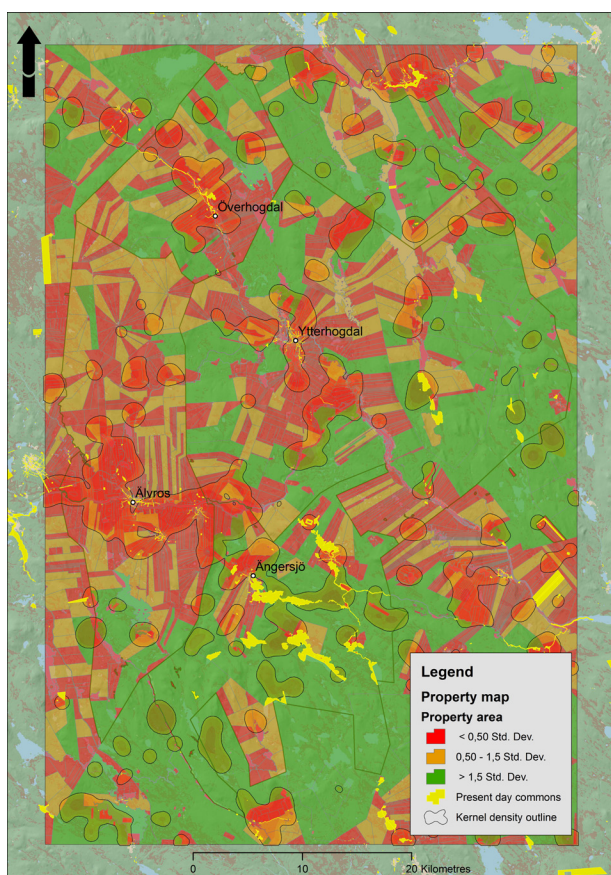 Överhogdal
Ytterhogdal
Älvros
Ängersjö
Legend
Property map
Property area
< 0,50 Std. Dev.
0,50 - 1,5 Std. Dev.
> 1,5 Std. Dev.
Present day commons
Kernel density outline
0 10 20 Kilometres